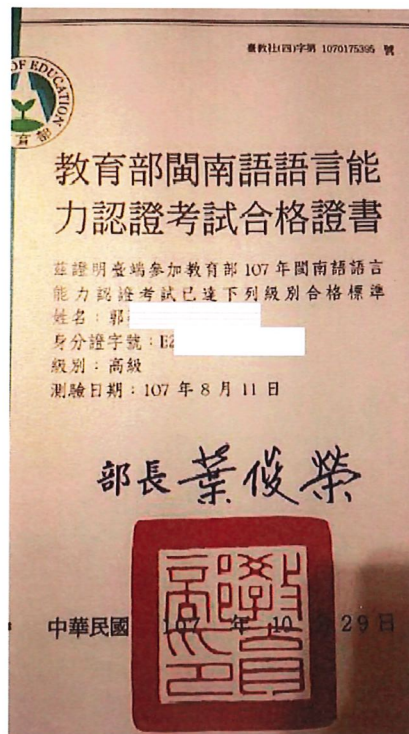 臺教社(四)字第 1070175395 號
OF EDUCATION
育部
教育部閩南語語言能
力認證考試合格證書
茲證明臺端參加教育部 107 年閩南語語言
能力認證考試已達下列級別合格標準
姓名：郭
身分證字號：E2
級別：高級
測驗日期：107 年 8 月 11 日
部長 葉俊榮
中華民國 107 年 10 月 29 日